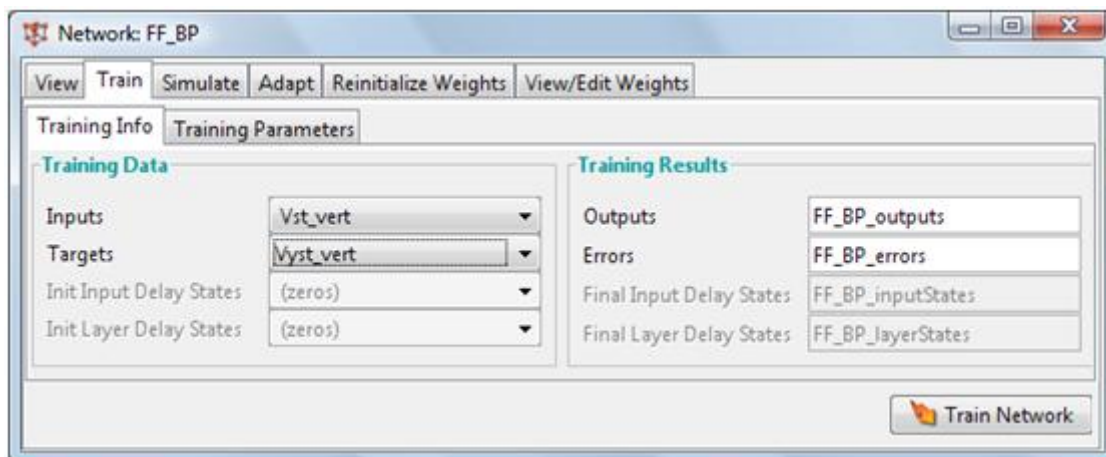 Network: FF_BP
View Train Simulate Adapt Reinitialize Weights View/Edit Weights
Training Info Training Parameters
Training Data
Inputs Vst_vert
Targets Vyst_vert
Init Input Delay States (zeros)
Init Layer Delay States (zeros)
Training Results
Outputs FF_BP_outputs
Errors FF_BP_errors
Final Input Delay States FF_BP_inputStates
Final Layer Delay States FF_BP_layerStates
Train Network